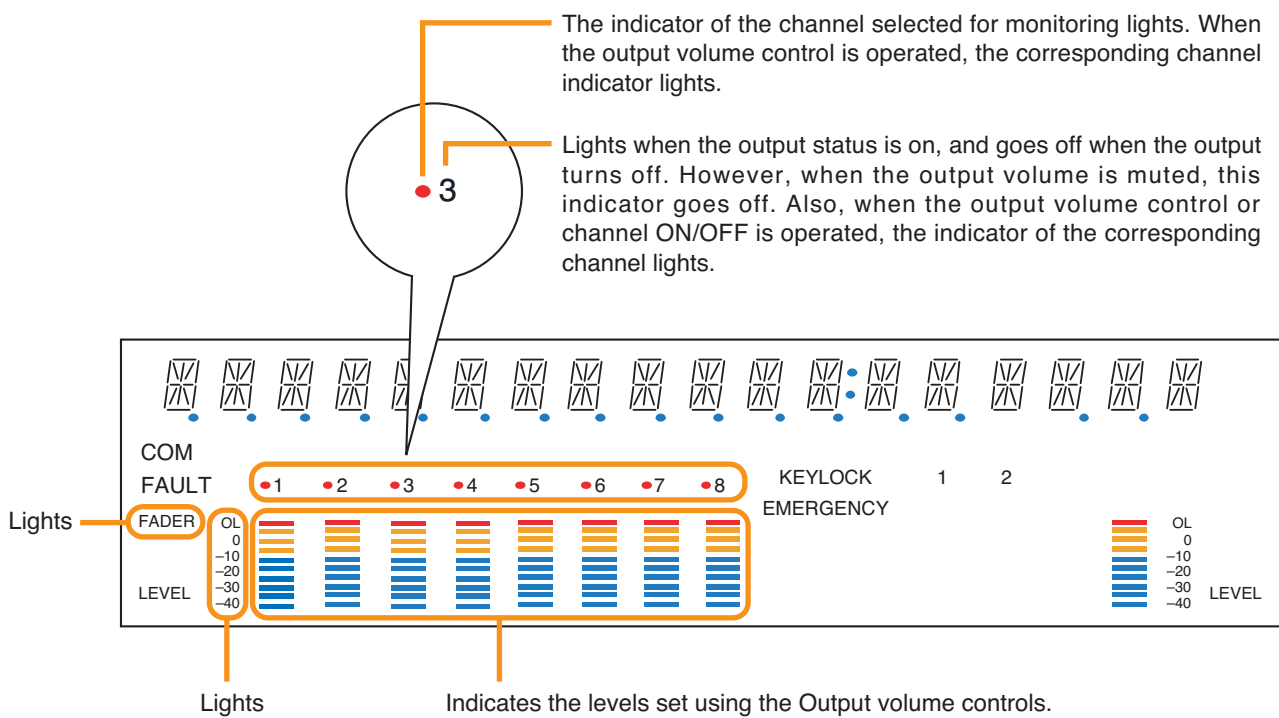 The indicator of the channel selected for monitoring lights. When
the output volume control is operated, the corresponding channel
indicator lights.
Lights when the output status is on, and goes off when the output
turns off. However, when the output volume is muted, this
indicator goes off. Also, when the output volume control or
channel ON/OFF is operated, the indicator of the corresponding
channel lights.
3
COM
FAULT
1 2 3 4 5 6 7 8
KEYLOCK 1 2
EMERGENCY
Lights
FADER
LEVEL
OL
0
–10
–20
–30
–40
OL
0
–10
–20
–30
–40
LEVEL
Lights
Indicates the levels set using the Output volume controls.